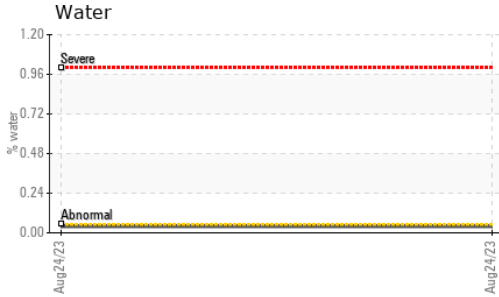 Water
1.20
0.96
0.72
0.48
0.24
0.00
% water
Severe
Abnormal
Aug24/23
Aug24/23